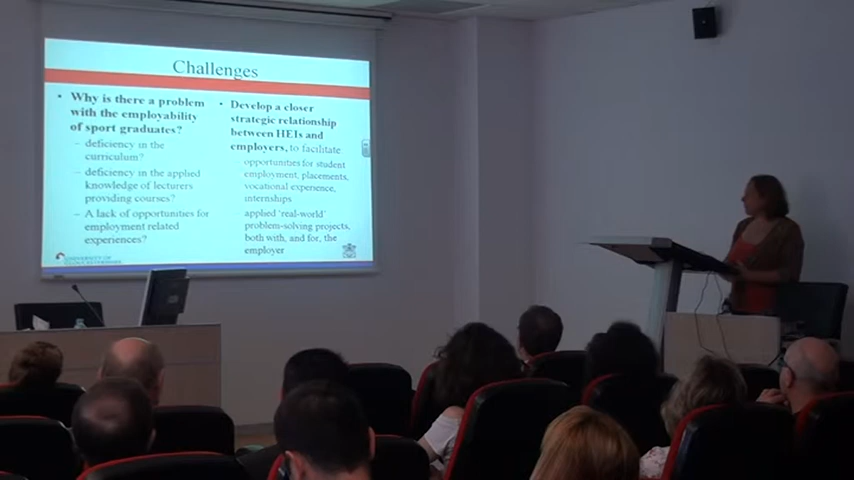 Challenges
• Why is there a problem
with the employability
of sport graduates?
– deficiency in the
curriculum?
– deficiency in the applied
knowledge of lecturers
providing courses?
– A lack of opportunities for
employment related
experiences?
• Develop a closer
strategic relationship
between HEIs and
employers, to facilitate
– opportunities for student
employment, placements,
vocational experience,
internships
– applied 'real-world'
problem-solving projects,
both with, and for, the
employer
UNIVERSITY OF
GLOUCESTERSHIRE